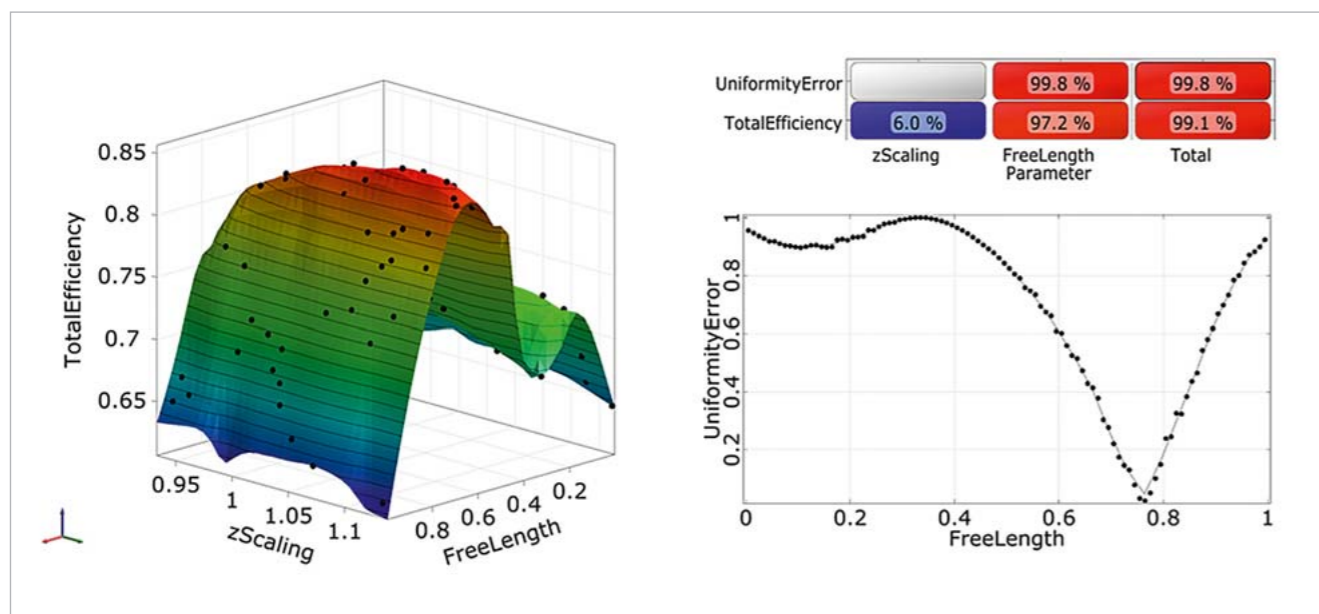 0.85
0.8
0.75
0.7
0.65
TotalEfficiency
0.95
1
1.05
1.1
zScaling
0.8
0.6
0.4
0.2
FreeLength
UniformityError
99.8 %
99.8 %
TotalEfficiency
6.0 %
97.2 %
99.1 %
zScaling
FreeLength
Total
Parameter
1
0.8
0.6
0.4
0.2
UniformityError
0
0.2
0.4
0.6
0.8
1
FreeLength